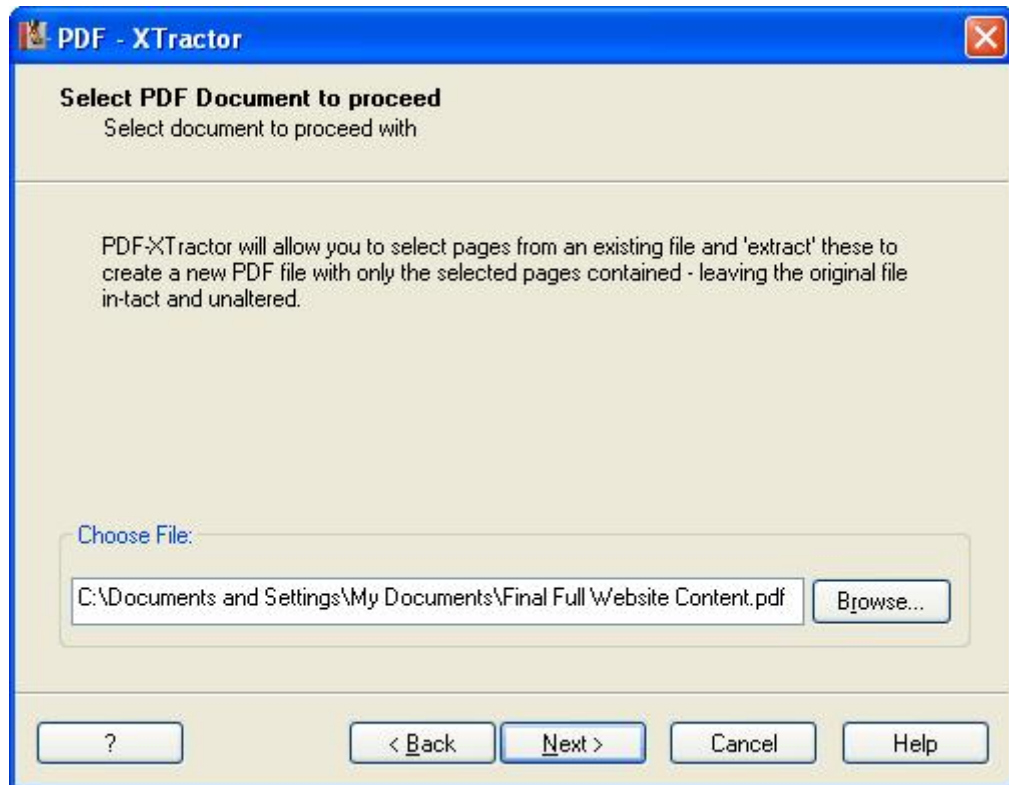 PDF - XTractor
Select PDF Document to proceed
Select document to proceed with
PDF-XTractor will allow you to select pages from an existing file and 'extract' these to
create a new PDF file with only the selected pages contained - leaving the original file
in-tact and unaltered.
Choose File:
C:\Documents and Settings\My Documents\Final Full Website Content.pdf
Browse...
?
< Back
Next >
Cancel
Help